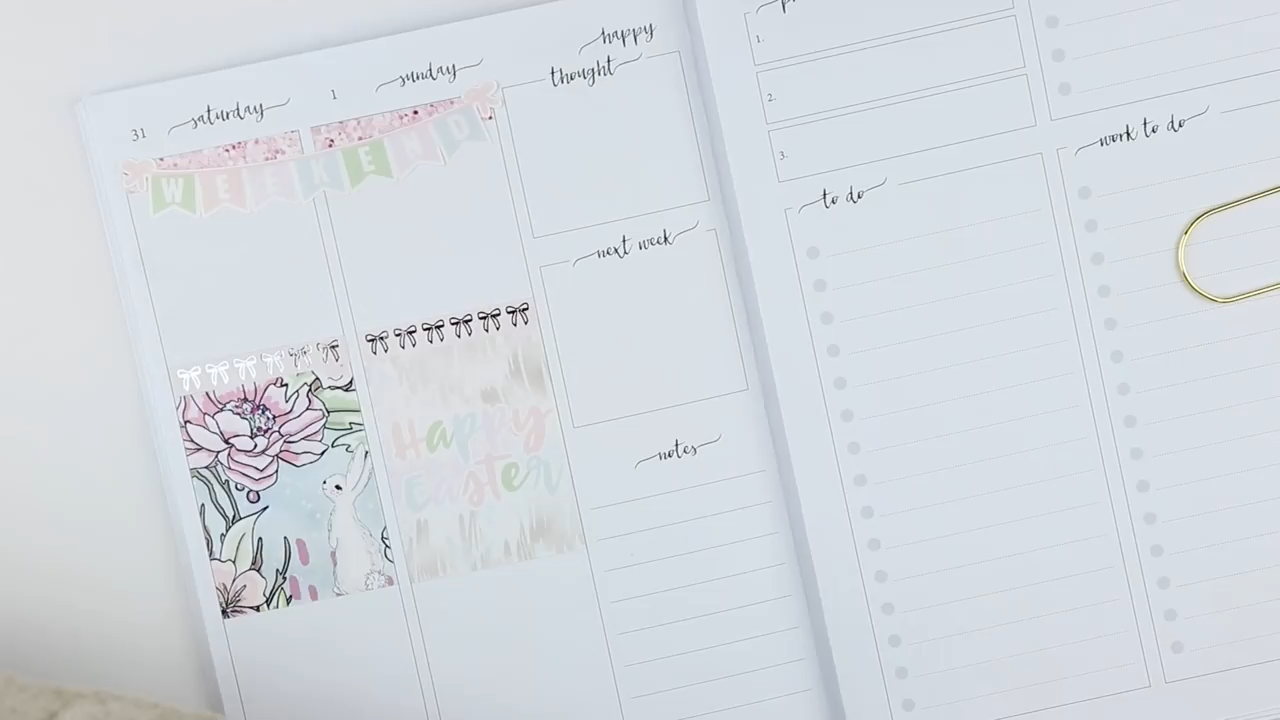 31 saturday
1 sunday
WEEKEND
Happy
Easter
happy
thought
next week
notes
1.
2.
3.
to do
work to do